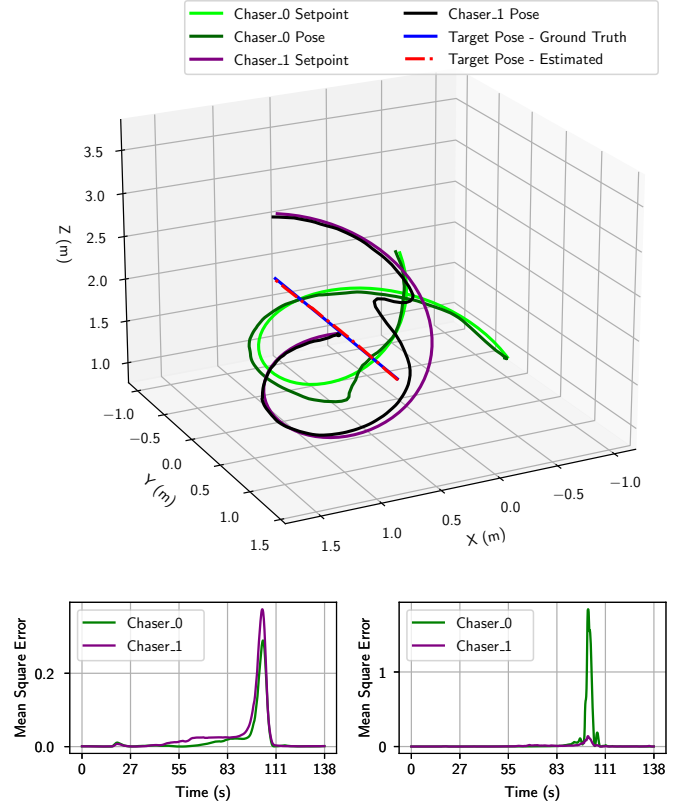 Chaser_0 Setpoint
Chaser_0 Pose
Chaser_1 Setpoint
Chaser_1 Pose
Target Pose - Ground Truth
Target Pose - Estimated
3.5
3.0
2.5
2.0
1.5
1.0
Z (m)
−1.0
−0.5
0.0
0.5
1.0
1.5
Y (m)
1.5
1.0
0.5
0.0
−0.5
−1.0
X (m)
Mean Square Error
0.2
0.0
Chaser_0
Chaser_1
0 27 55 83 111 138
Time (s)
Mean Square Error
1
0
Chaser_0
Chaser_1
0 27 55 83 111 138
Time (s)